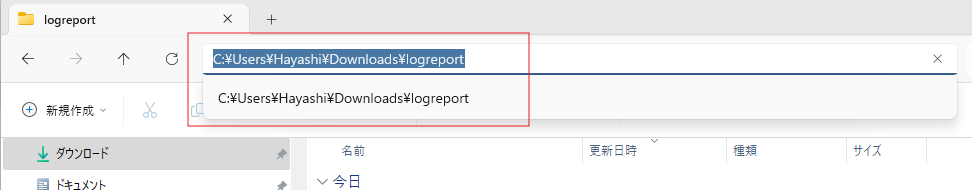 logreport
C:¥Users¥Hayashi¥Downloads¥logreport
C:¥Users¥Hayashi¥Downloads¥logreport
新規作成
ダウンロード
名前 更新日時 種類 サイズ
ドキュメント
今日